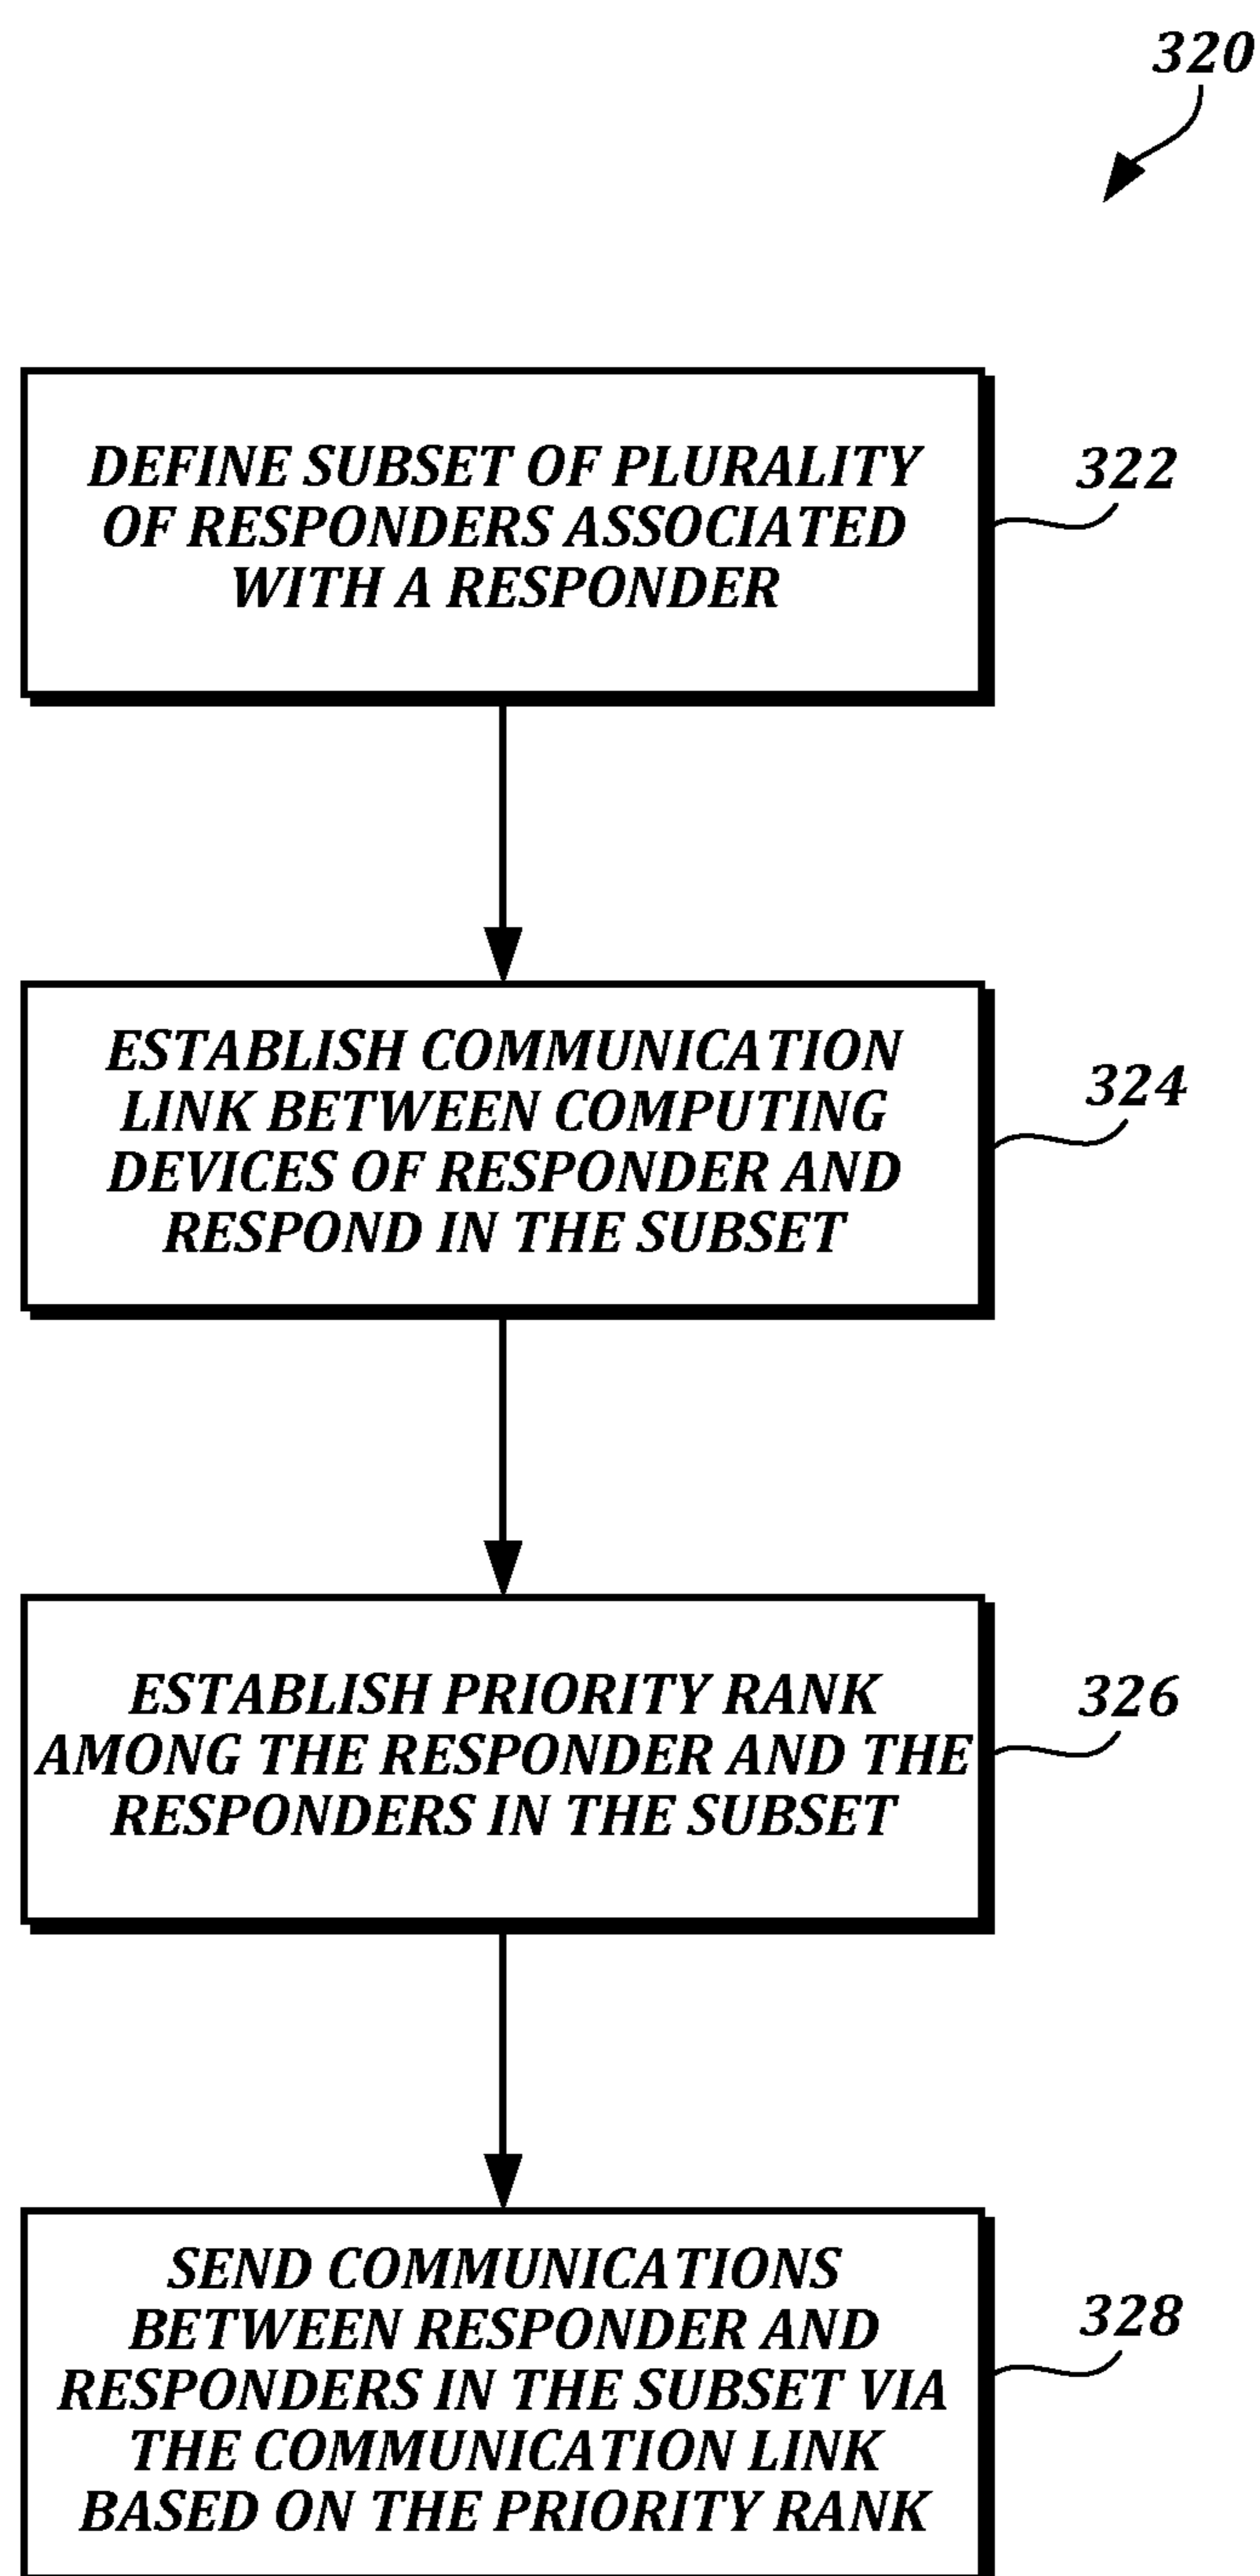 320
DEFINE SUBSET OF PLURALITY
OF RESPONDERS ASSOCIATED
WITH A RESPONDER
322
ESTABLISH COMMUNICATION
LINK BETWEEN COMPUTING
DEVICES OF RESPONDER AND
RESPOND IN THE SUBSET
324
ESTABLISH PRIORITY RANK
AMONG THE RESPONDER AND THE
RESPONDERS IN THE SUBSET
326
SEND COMMUNICATIONS
BETWEEN RESPONDER AND
RESPONDERS IN THE SUBSET VIA
THE COMMUNICATION LINK
BASED ON THE PRIORITY RANK
328